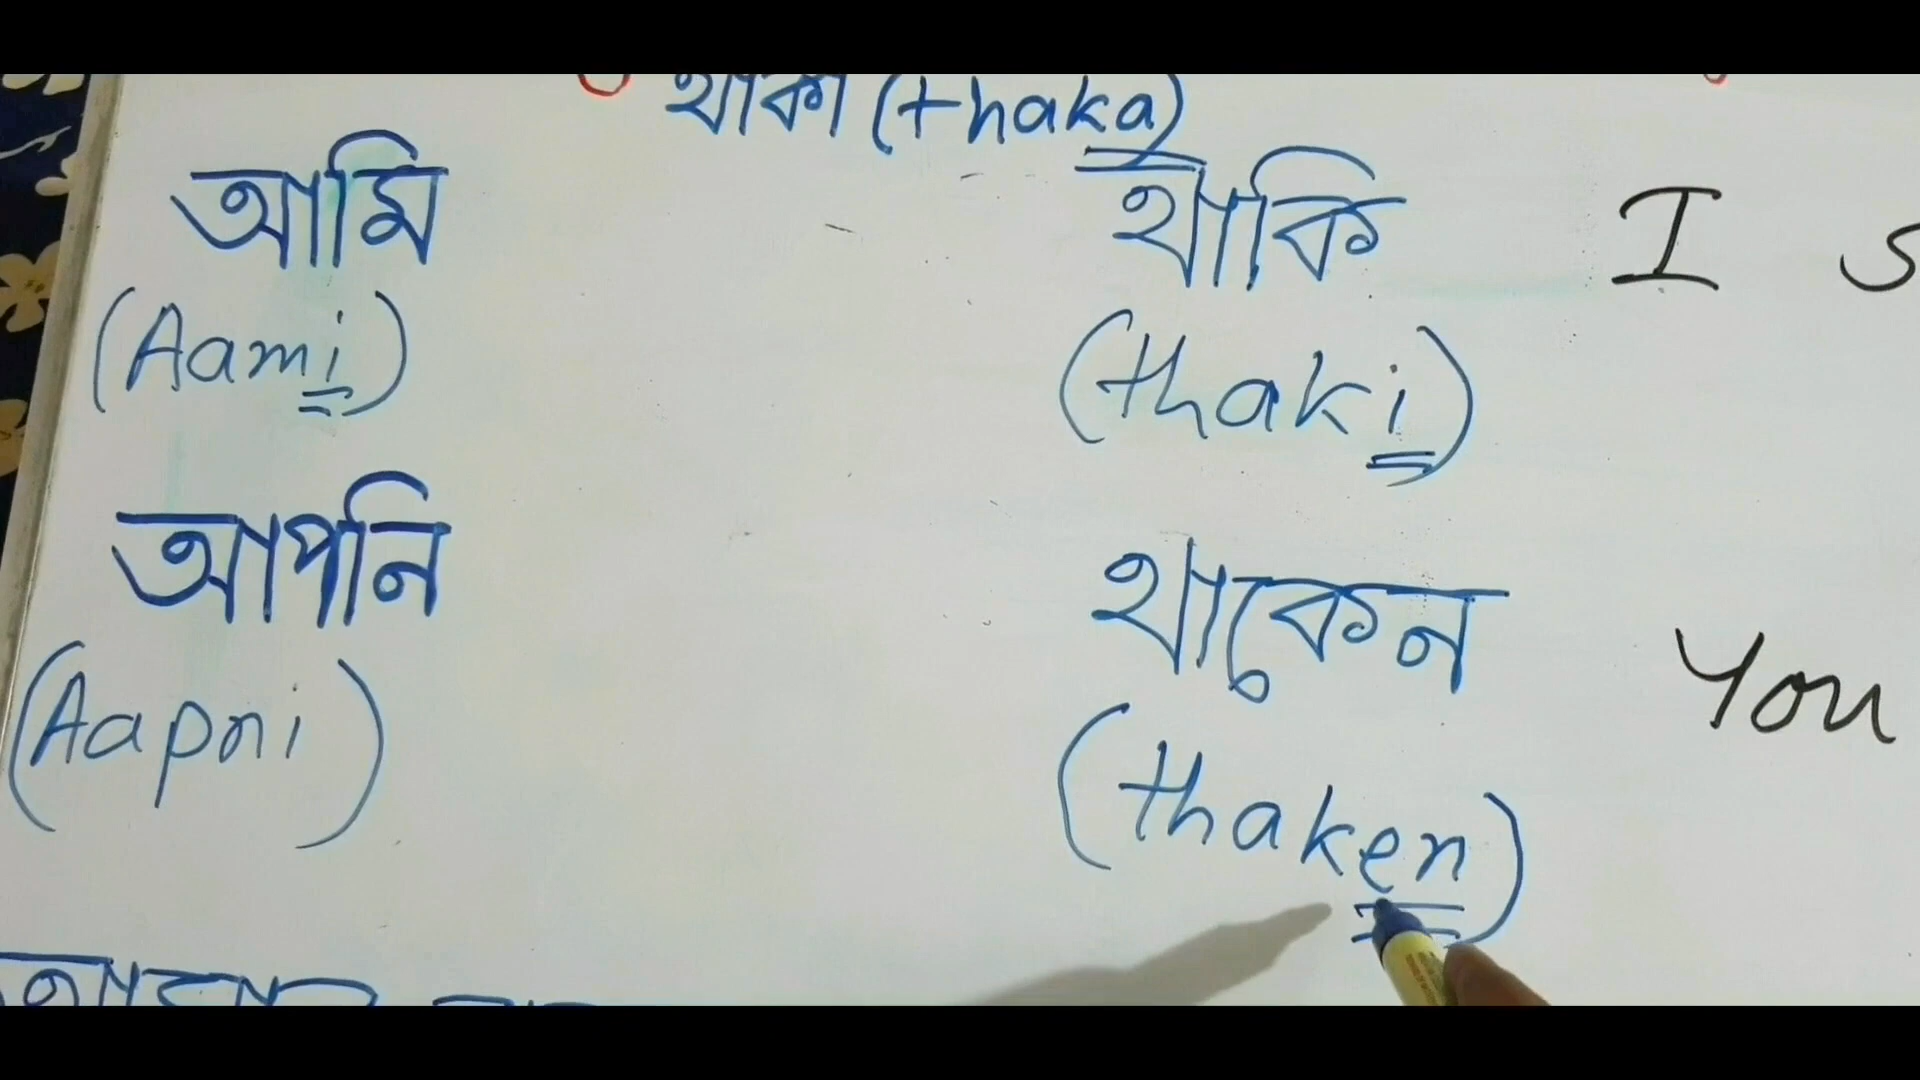 থাকা (thaka)
আমি থাকি I
(Aami) (thaki)
আপনি থাকেন You
(Aapni) (thaken)